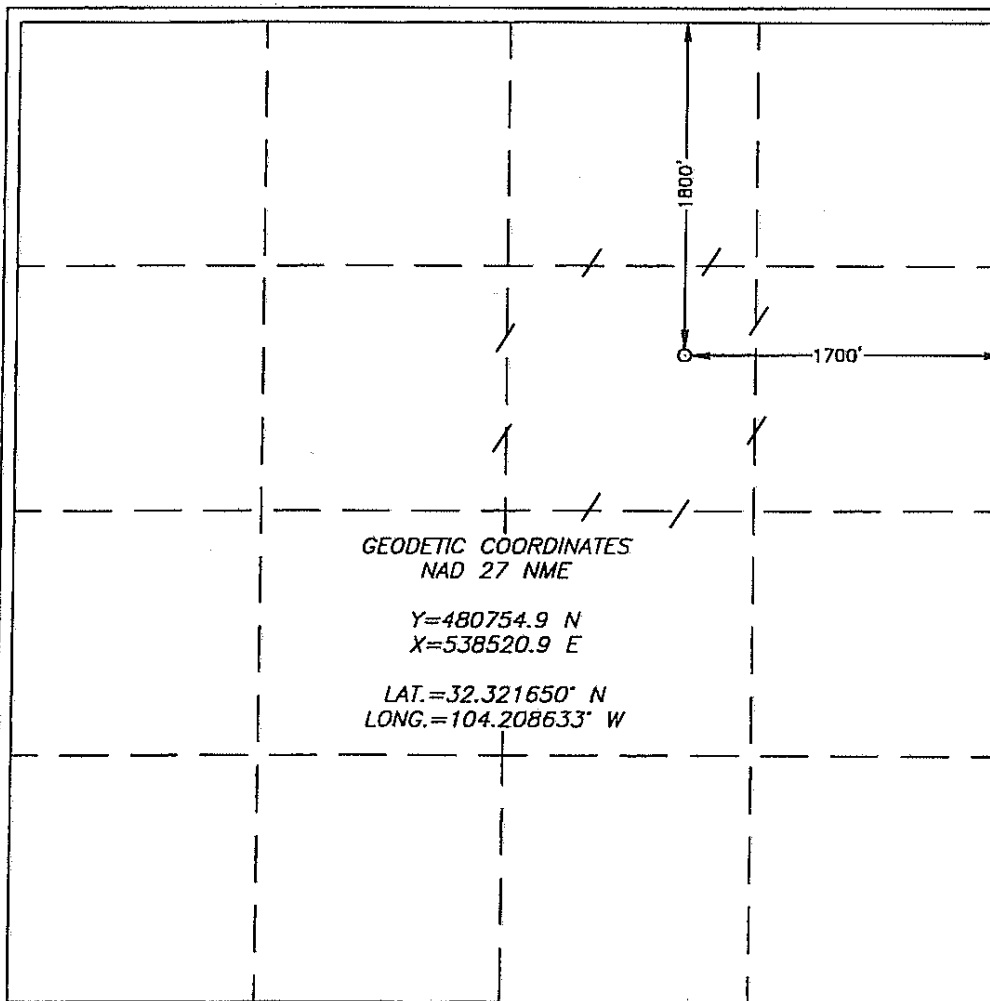 1800'
1700'
GEODETIC COORDINATES
NAD 27 NME
Y=480754.9 N
X=538520.9 E
LAT.=32.321650° N
LONG.=104.208633° W